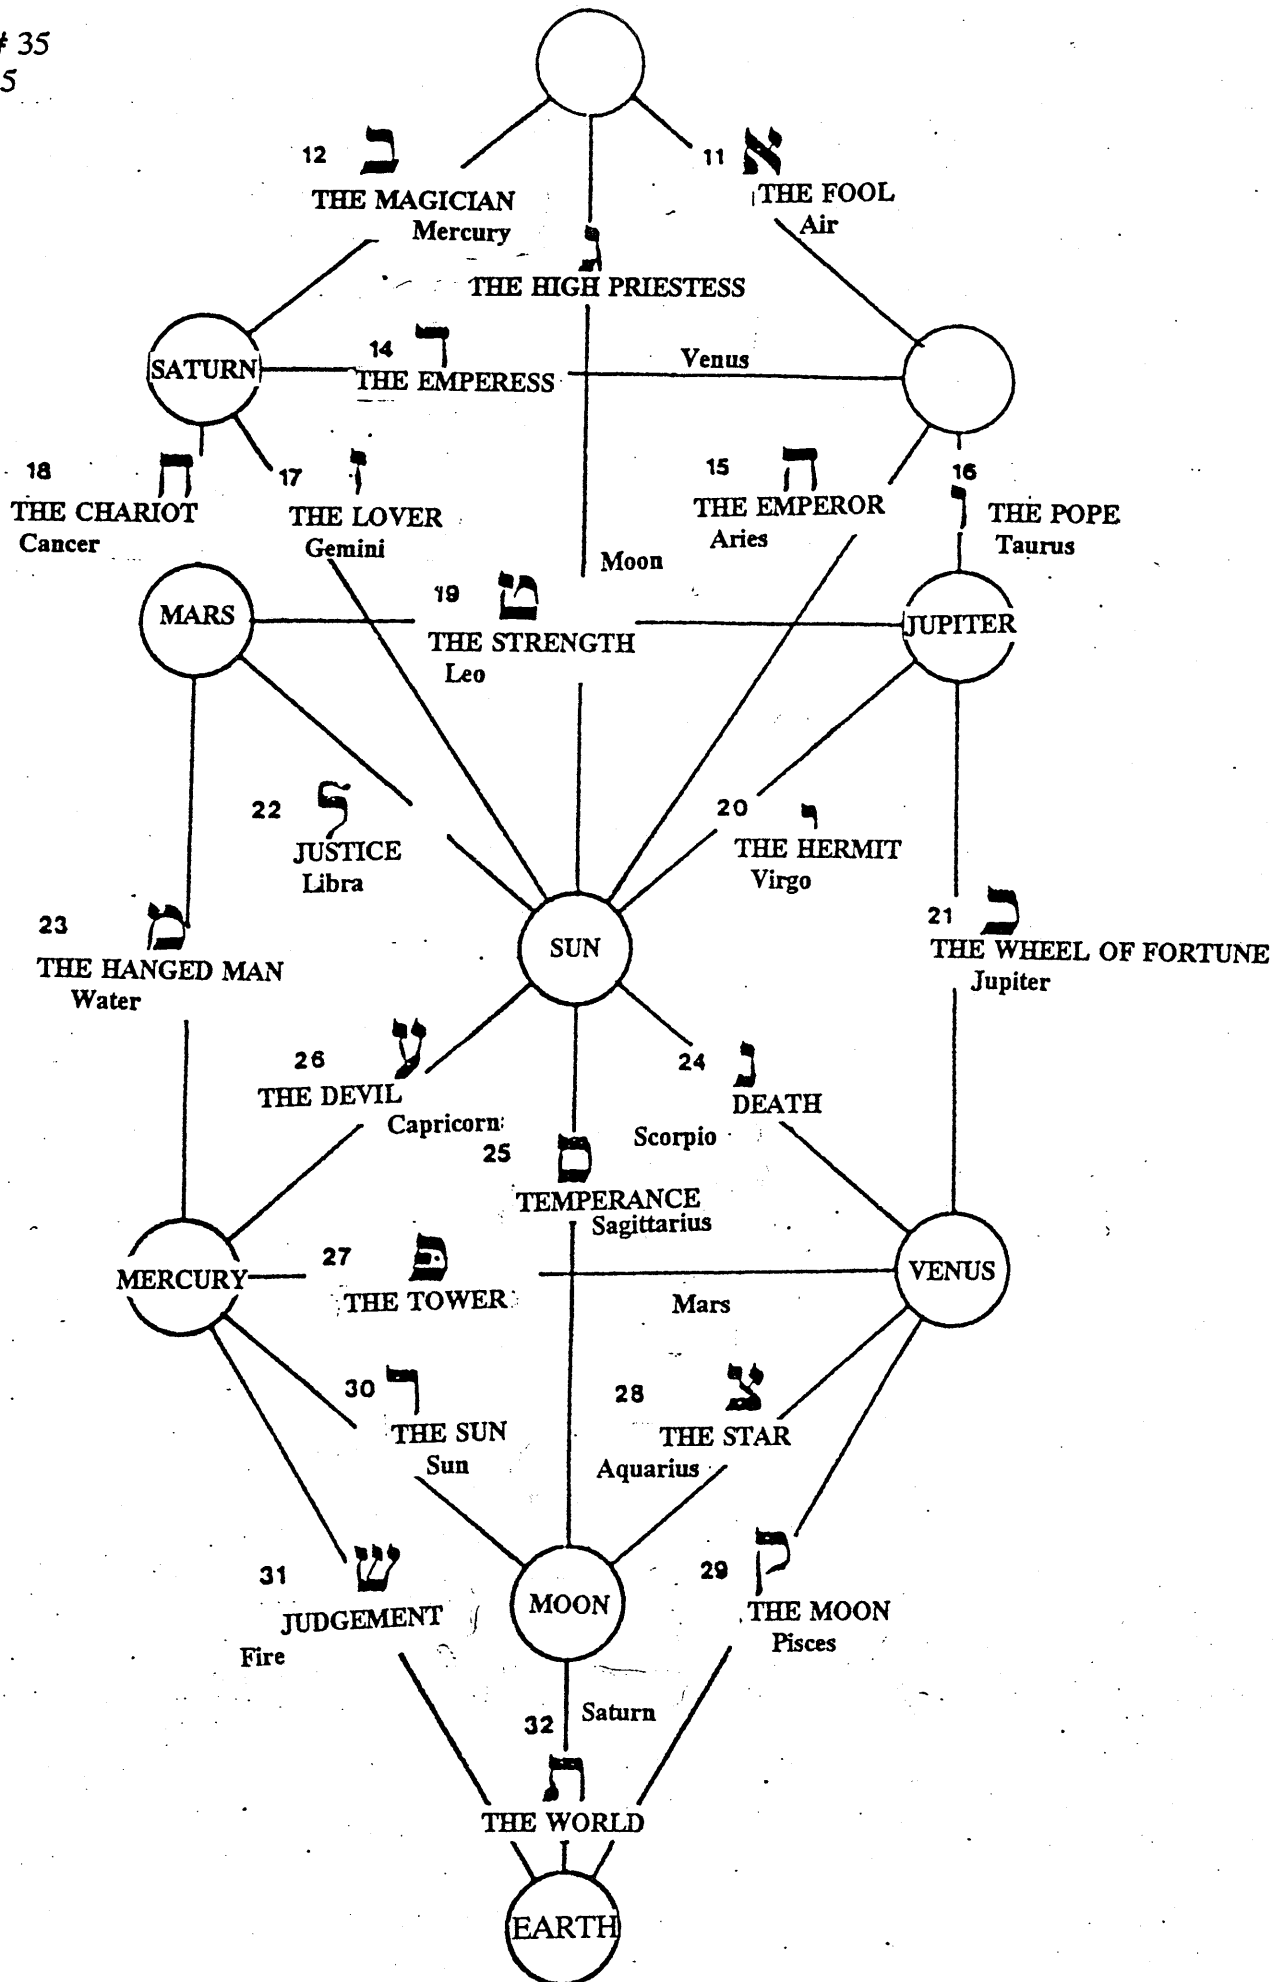 # 35
5
12 ב
11 א
THE MAGICIAN
Mercury
THE FOOL
Air
ג
THE HIGH PRIESTESS
SATURN
14 ד
THE EMPERESS
Venus
18 ח
THE CHARIOT
Cancer
17 ז
THE LOVER
Gemini
15 ה
THE EMPEROR
Aries
16
ו
THE POPE
Taurus
Moon
MARS
19 ט
THE STRENGTH
Leo
JUPITER
22 ל
JUSTICE
Libra
20 י
THE HERMIT
Virgo
23 מ
THE HANGED MAN
Water
SUN
21 כ
THE WHEEL OF FORTUNE
Jupiter
26 ע
THE DEVIL
Capricorn
24 נ
DEATH
Scorpio
25 ס
TEMPERANCE
Sagittarius
MERCURY
27 פ
THE TOWER
Mars
VENUS
30 ר
THE SUN
Sun
28 צ
THE STAR
Aquarius
31 ש
JUDGEMENT
Fire
MOON
29 ק
THE MOON
Pisces
Saturn
32
ת
THE WORLD
EARTH